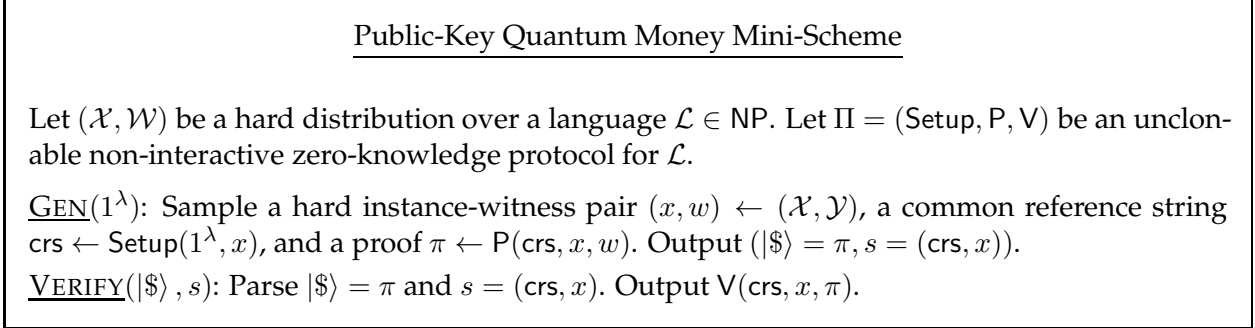 Public-Key Quantum Money Mini-Scheme
Let (𝒳, 𝒲) be a hard distribution over a language ℒ ∈ NP. Let Π = (Setup, P, V) be an unclon-
able non-interactive zero-knowledge protocol for ℒ.
GEN(1^λ): Sample a hard instance-witness pair (x, w) ← (𝒳, 𝒴), a common reference string
crs ← Setup(1^λ, x), and a proof π ← P(crs, x, w). Output (|$⟩ = π, s = (crs, x)).
VERIFY(|$⟩ , s): Parse |$⟩ = π and s = (crs, x). Output V(crs, x, π).